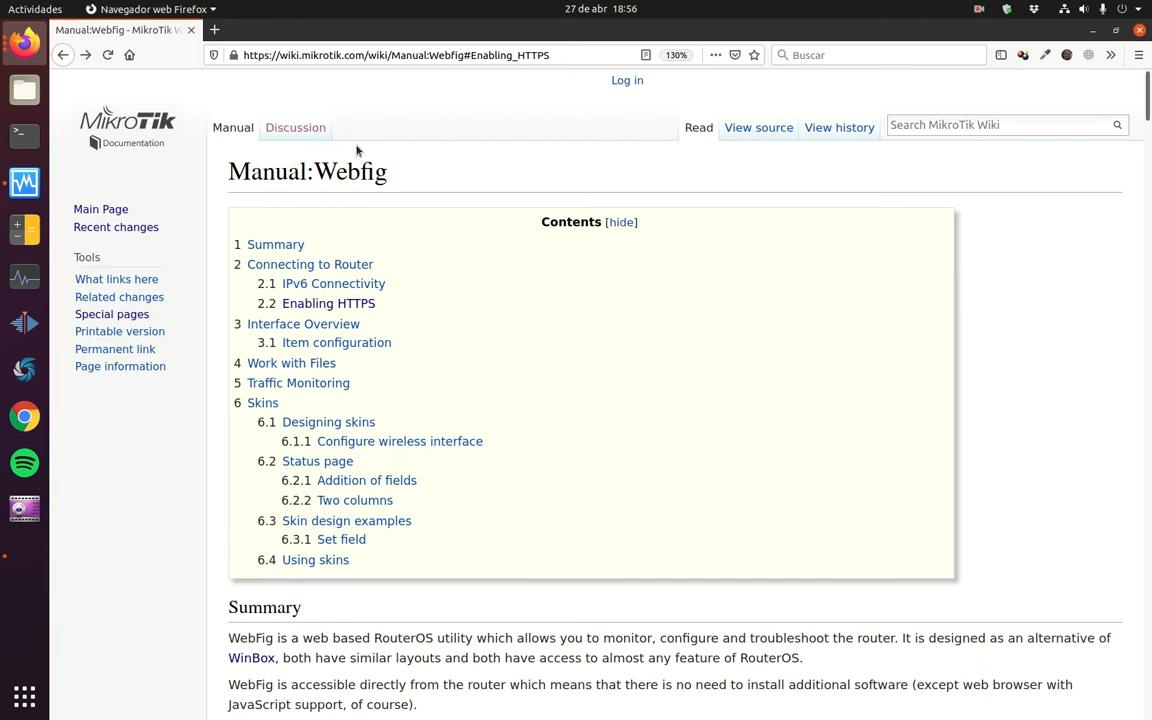 Actividades
Navegador web Firefox
27 de abr 18:56
Manual:Webfig - MikroTik W
https://wiki.mikrotik.com/wiki/Manual:Webfig#Enabling_HTTPS
130%
Buscar
Log in
MikroTik
Documentation
Manual
Discussion
Read
View source
View history
Search MikroTik Wiki
Manual:Webfig
Main Page
Recent changes
Tools
What links here
Related changes
Special pages
Printable version
Permanent link
Page information
Contents [hide]
1 Summary
2 Connecting to Router
2.1 IPv6 Connectivity
2.2 Enabling HTTPS
3 Interface Overview
3.1 Item configuration
4 Work with Files
5 Traffic Monitoring
6 Skins
6.1 Designing skins
6.1.1 Configure wireless interface
6.2 Status page
6.2.1 Addition of fields
6.2.2 Two columns
6.3 Skin design examples
6.3.1 Set field
6.4 Using skins
Summary
WebFig is a web based RouterOS utility which allows you to monitor, configure and troubleshoot the router. It is designed as an alternative of
WinBox, both have similar layouts and both have access to almost any feature of RouterOS.
WebFig is accessible directly from the router which means that there is no need to install additional software (except web browser with
JavaScript support, of course).